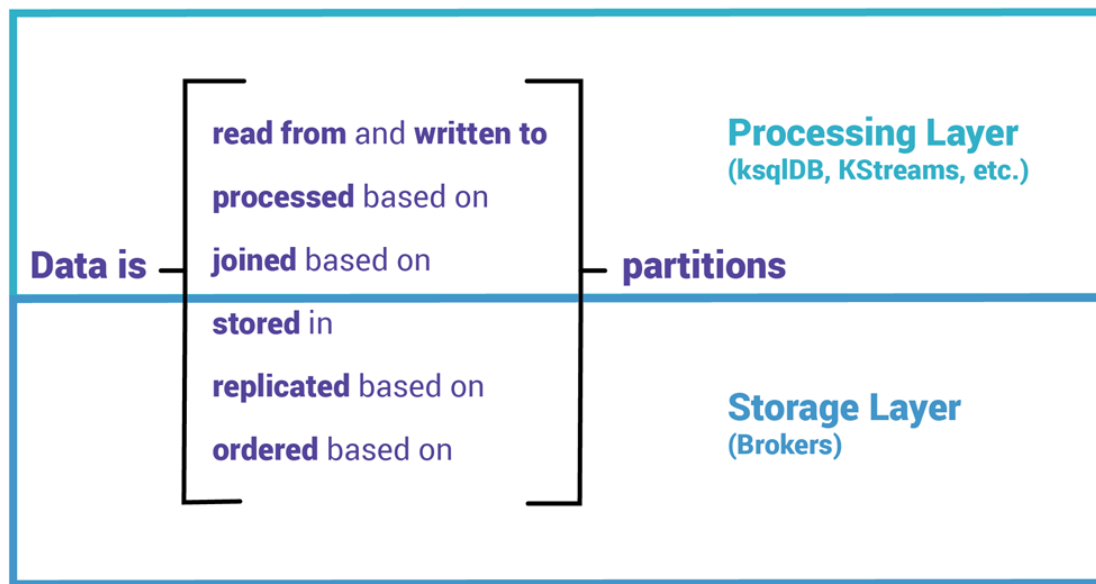 read from and written to
Processing Layer
(ksqlDB, KStreams, etc.)
processed based on
Data is
joined based on
partitions
stored in
replicated based on
Storage Layer
(Brokers)
ordered based on